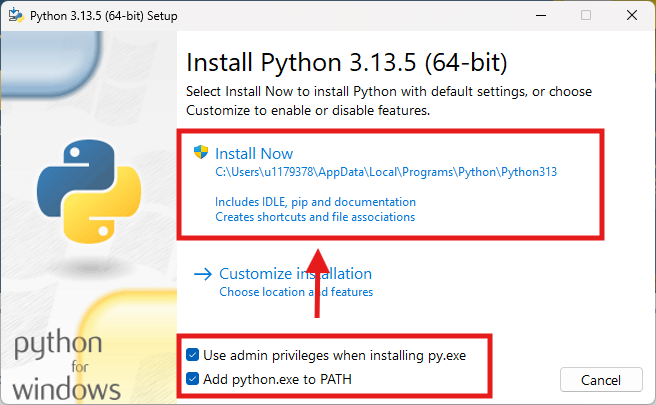 Python 3.13.5 (64-bit) Setup
Install Python 3.13.5 (64-bit)
Select Install Now to install Python with default settings, or choose
Customize to enable or disable features.
Install Now
C:\Users\u1179378\AppData\Local\Programs\Python\Python313
Includes IDLE, pip and documentation
Creates shortcuts and file associations
Customize installation
Choose location and features
Use admin privileges when installing py.exe
Add python.exe to PATH
Cancel
python
for
windows